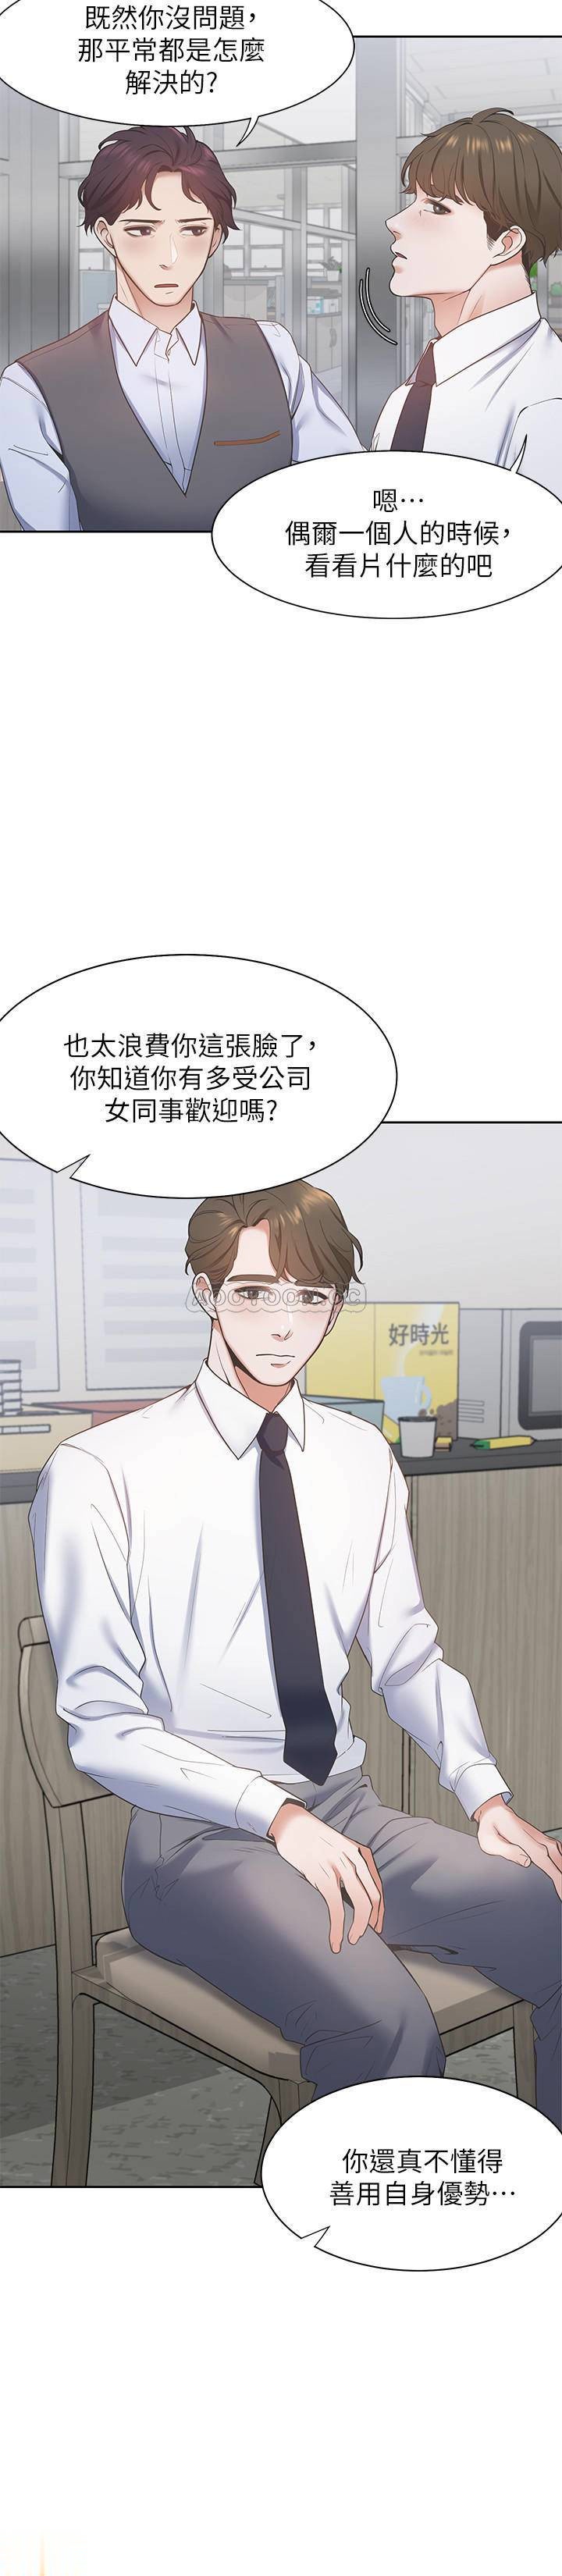 既然你沒問題，
那平常都是怎麼
解決的?
嗯⋯
偶爾一個人的時候，
看看片什麼的吧
也太浪費你這張臉了，
你知道你有多受公司
女同事歡迎嗎?
好時光
你還真不懂得
善用自身優勢⋯